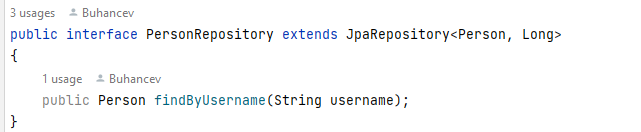 3 usages Buhancev
public interface PersonRepository extends JpaRepository<Person, Long>
{
1 usage Buhancev
public Person findByUsername(String username);
}